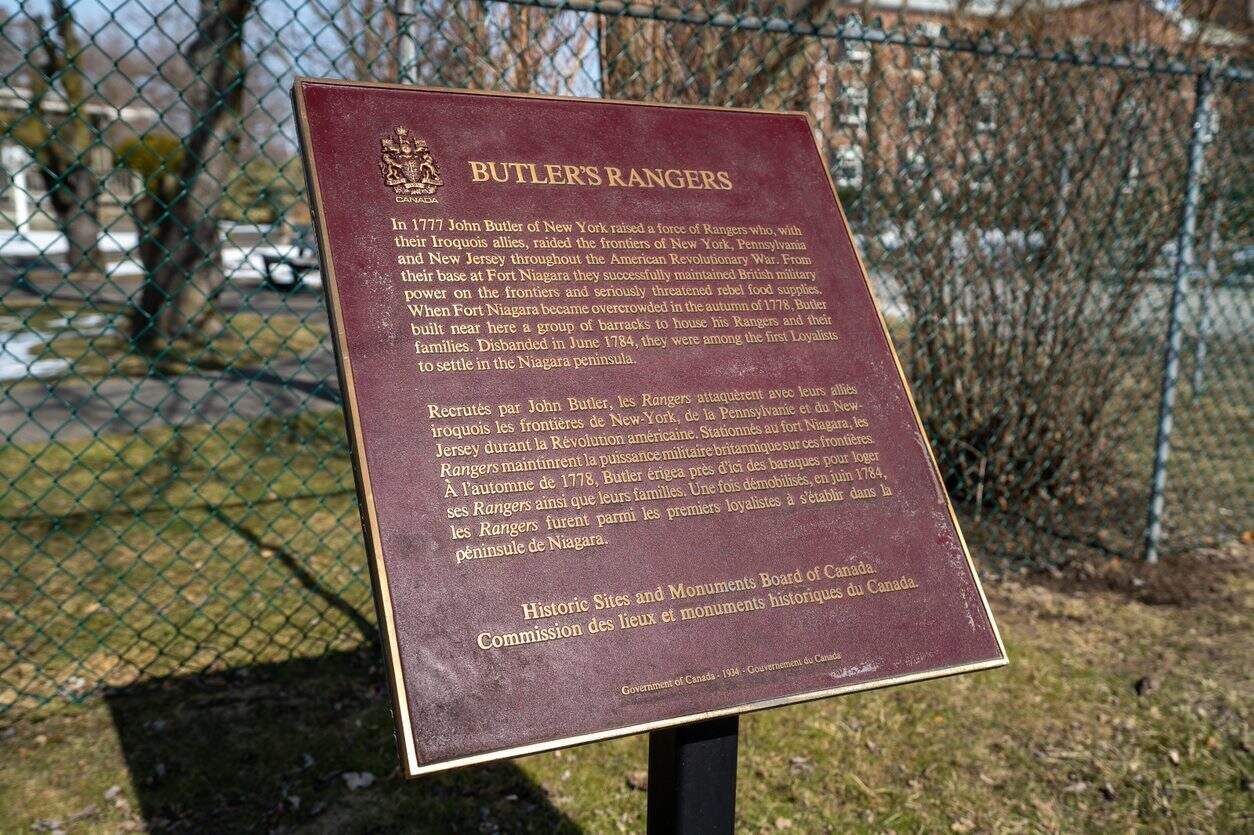 CANADA
BUTLER'S RANGERS
In 1777 John Butler of New York raised a force of Rangers who, with
their Iroquois allies, raided the frontiers of New York, Pennsylvania
and New Jersey throughout the American Revolutionary War. From
their base at Fort Niagara they successfully maintained British military
power on the frontiers and seriously threatened rebel food supplies.
When Fort Niagara became overcrowded in the autumn of 1778, Butler
built near here a group of barracks to house his Rangers and their
families. Disbanded in June 1784, they were among the first Loyalists
to settle in the Niagara peninsula.
Recrutés par John Butler, les Rangers attaquèrent avec leurs alliés
iroquois les frontières de New-York, de la Pennsylvanie et du New-
Jersey durant la Révolution américaine. Stationnés au fort Niagara, les
Rangers maintinrent la puissance militaire britannique sur ces frontières.
À l'automne de 1778, Butler érigea près d'ici des baraques pour loger
ses Rangers ainsi que leurs familles. Une fois démobilisés, en juin 1784,
les Rangers furent parmi les premiers loyalistes à s'établir dans la
péninsule de Niagara.
Historic Sites and Monuments Board of Canada.
Commission des lieux et monuments historiques du Canada.
Government of Canada - 1934 - Gouvernement du Canada